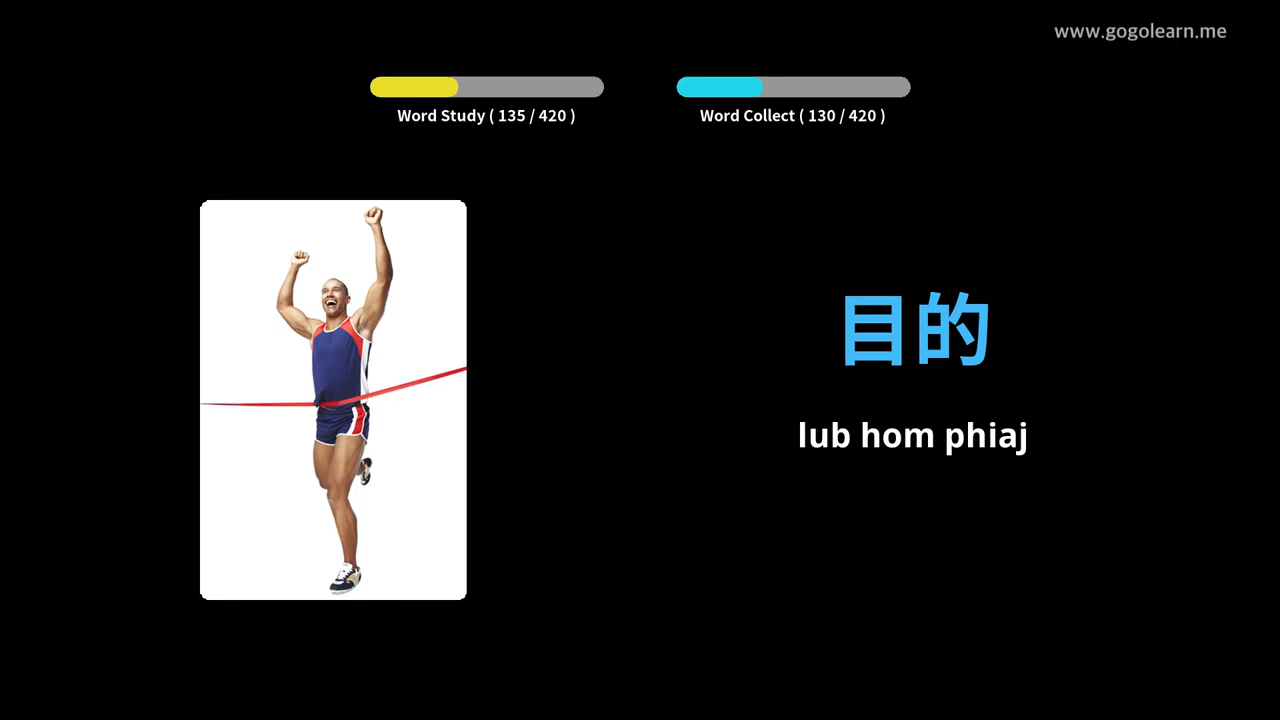 www.gogolearn.me
Word Study ( 135 / 420 )
Word Collect ( 130 / 420 )
目的
lub hom phiaj